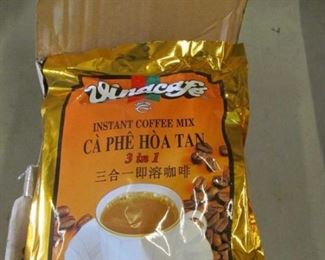 Vinacafe
INSTANT COFFEE MIX
CÀ PHÊ HÒA TAN
3 in 1
三合一即溶咖啡